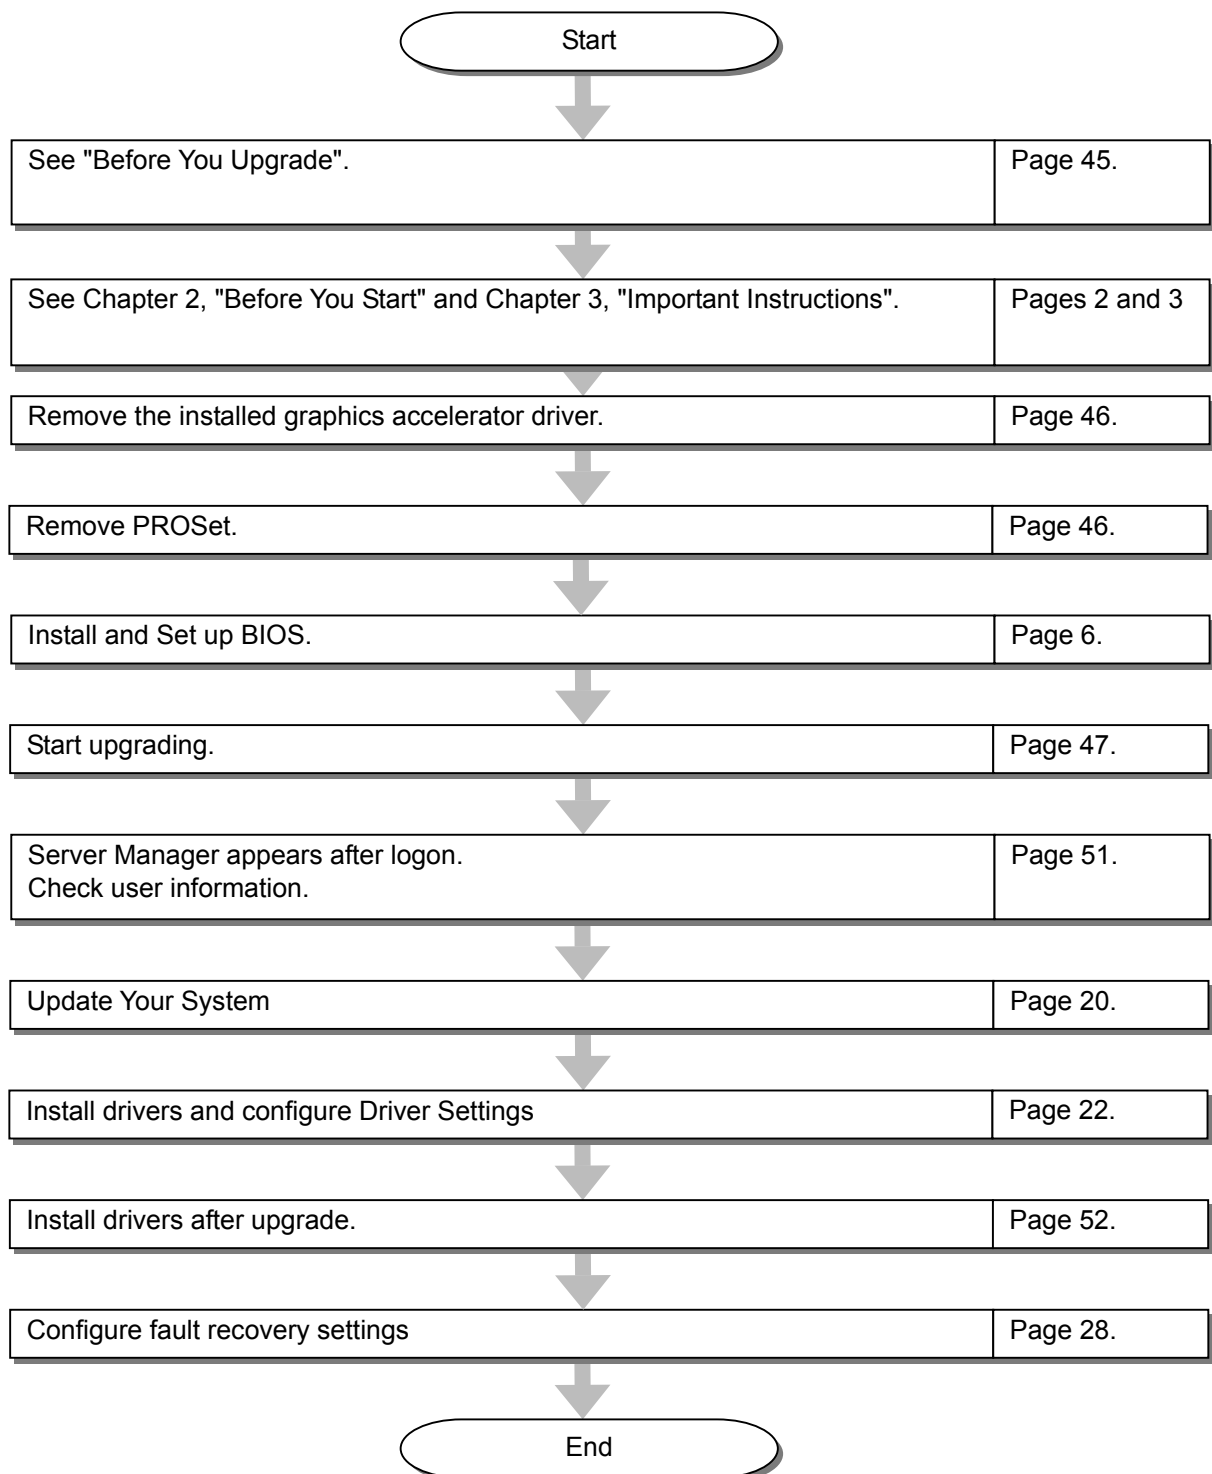 Start
See "Before You Upgrade". Page 45.
See Chapter 2, "Before You Start" and Chapter 3, "Important Instructions". Pages 2 and 3
Remove the installed graphics accelerator driver. Page 46.
Remove PROSet. Page 46.
Install and Set up BIOS. Page 6.
Start upgrading. Page 47.
Server Manager appears after logon. Page 51.
Check user information.
Update Your System Page 20.
Install drivers and configure Driver Settings Page 22.
Install drivers after upgrade. Page 52.
Configure fault recovery settings Page 28.
End